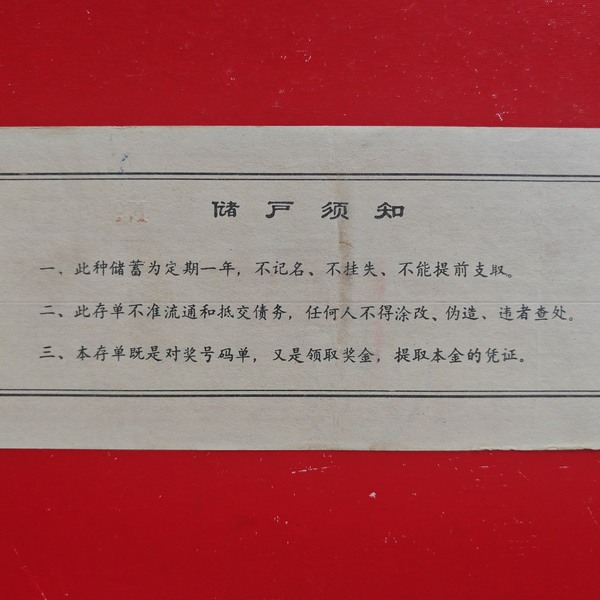 储户须知
一、此种储蓄为定期一年，不记名、不挂失、不能提前支取。
二、此存单不准流通和抵交债务，任何人不得涂改、伪造、违者查处。
三、本存单既是对奖号码单，又是领取奖金，提取本金的凭证。